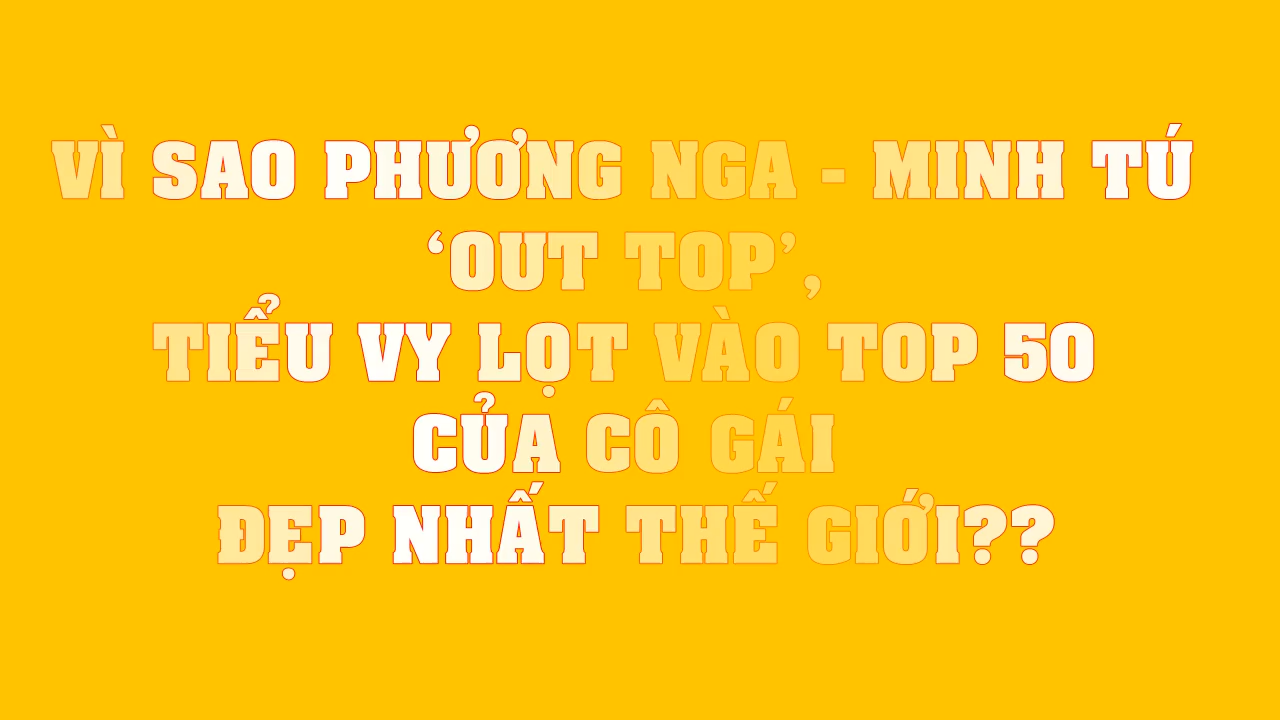 VÌ SAO PHƯƠNG NGA - MINH TÚ
‘OUT TOP’,
TIỂU VY LỌT VÀO TOP 50
CỦA CÔ GÁI
ĐẸP NHẤT THẾ GIỚI??